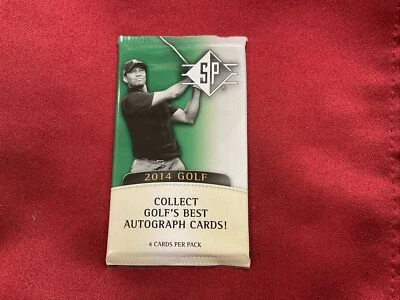 SP
2014 GOLF
COLLECT
GOLF'S BEST
AUTOGRAPH CARDS!
4 CARDS PER PACK